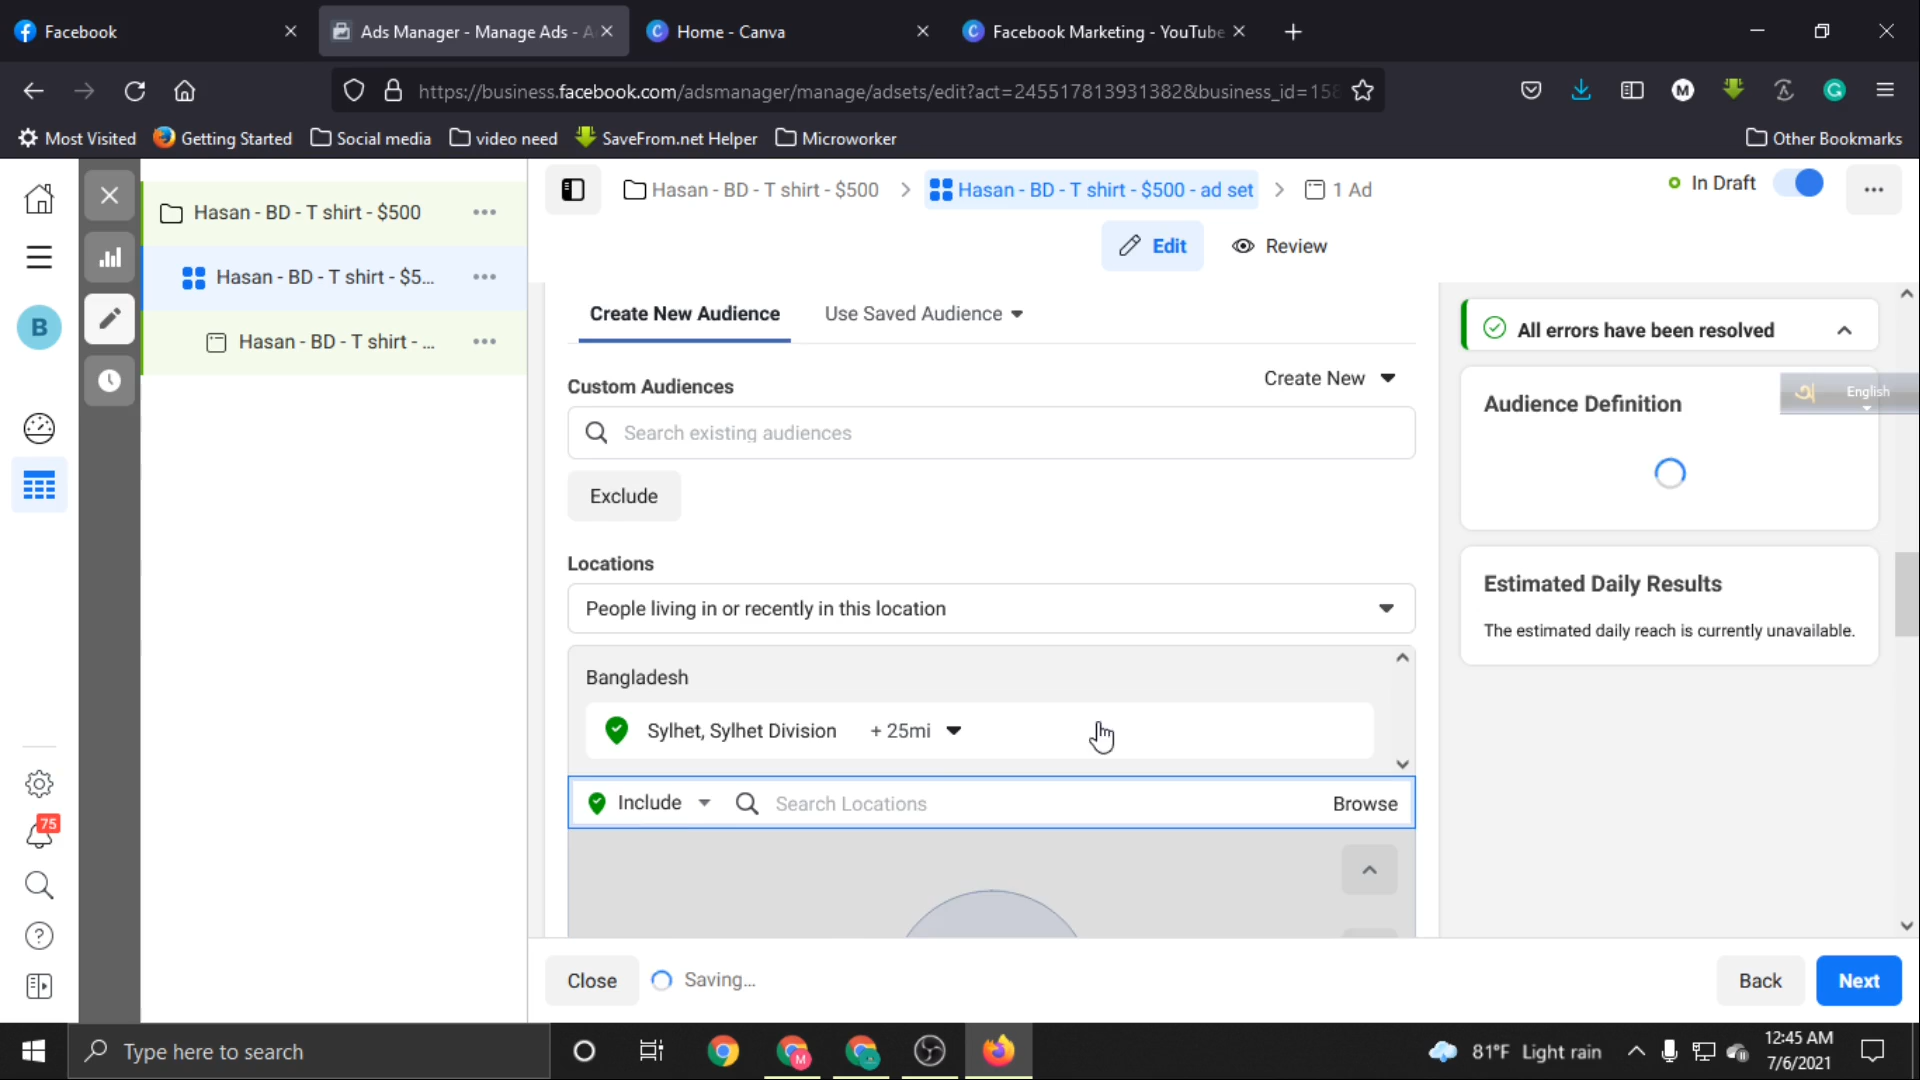 Facebook
Ads Manager - Manage Ads - A
Home - Canva
Facebook Marketing - YouTube
https://business.facebook.com/adsmanager/manage/adsets/edit?act=245517813931382&business_id=158
M
G
Most Visited
Getting Started
Social media
video need
SaveFrom.net Helper
Microworker
Other Bookmarks
Hasan - BD - T shirt - $500
Hasan - BD - T shirt - $5...
Hasan - BD - T shirt - ...
B
75
Hasan - BD - T shirt - $500
Hasan - BD - T shirt - $500 - ad set
1 Ad
In Draft
Edit
Review
Create New Audience
Use Saved Audience
Custom Audiences
Create New
Search existing audiences
Exclude
Locations
People living in or recently in this location
Bangladesh
Sylhet, Sylhet Division + 25mi
Include
Search Locations
Browse
All errors have been resolved
Audience Definition
অ English
Estimated Daily Results
The estimated daily reach is currently unavailable.
Close
Saving...
Back
Next
Type here to search
M
81°F Light rain
12:45 AM
7/6/2021